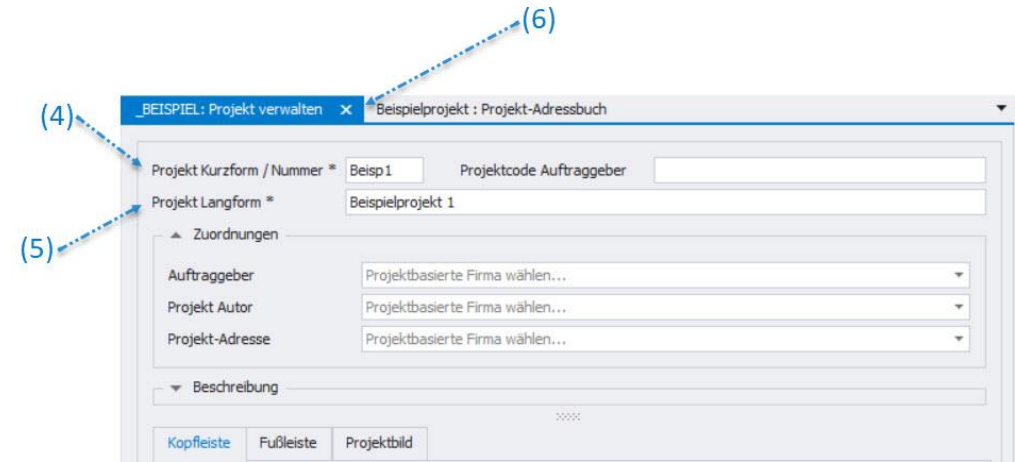 (6)
_BEISPIEL: Projekt verwalten × Beispielprojekt : Projekt-Adressbuch
(4)
Projekt Kurzform / Nummer * Beisp1 Projektcode Auftraggeber
Projekt Langform * Beispielprojekt 1
(5)
Zuordnungen
Auftraggeber Projektbasierte Firma wählen...
Projekt Autor Projektbasierte Firma wählen...
Projekt-Adresse Projektbasierte Firma wählen...
Beschreibung
Kopfleiste Fußleiste Projektbild